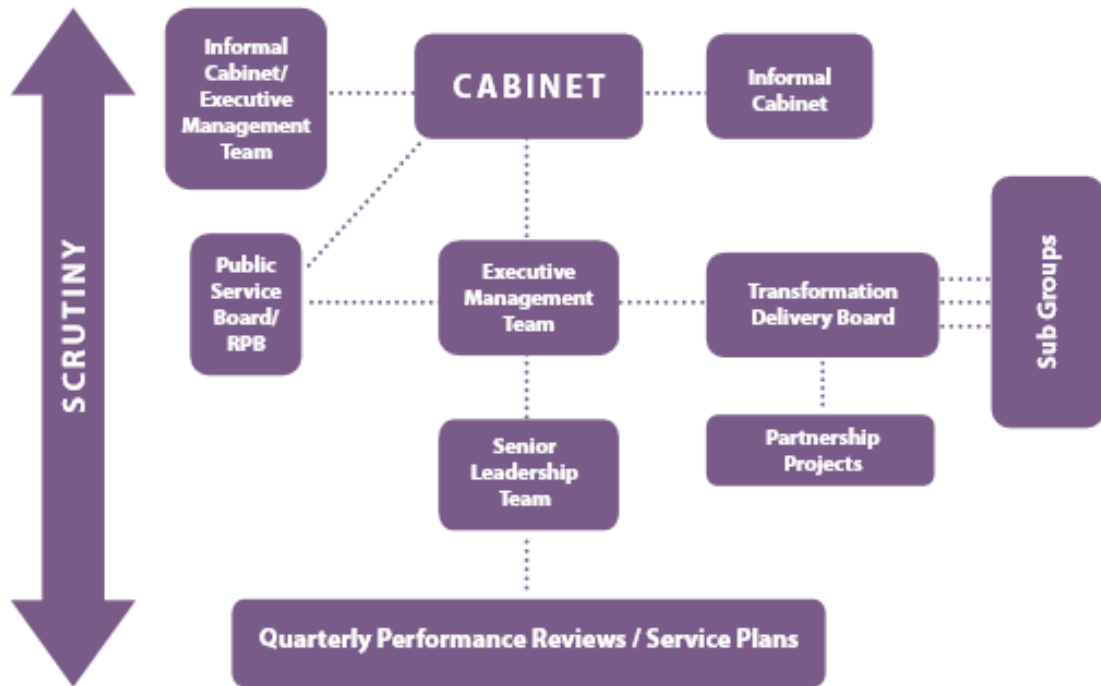 SCRUTINY
Informal
Cabinet/
Executive
Management
Team
CABINET
Informal
Cabinet
Public
Service
Board/
RPB
Executive
Management
Team
Transformation
Delivery Board
Sub Groups
Senior
Leadership
Team
Partnership
Projects
Quarterly Performance Reviews / Service Plans